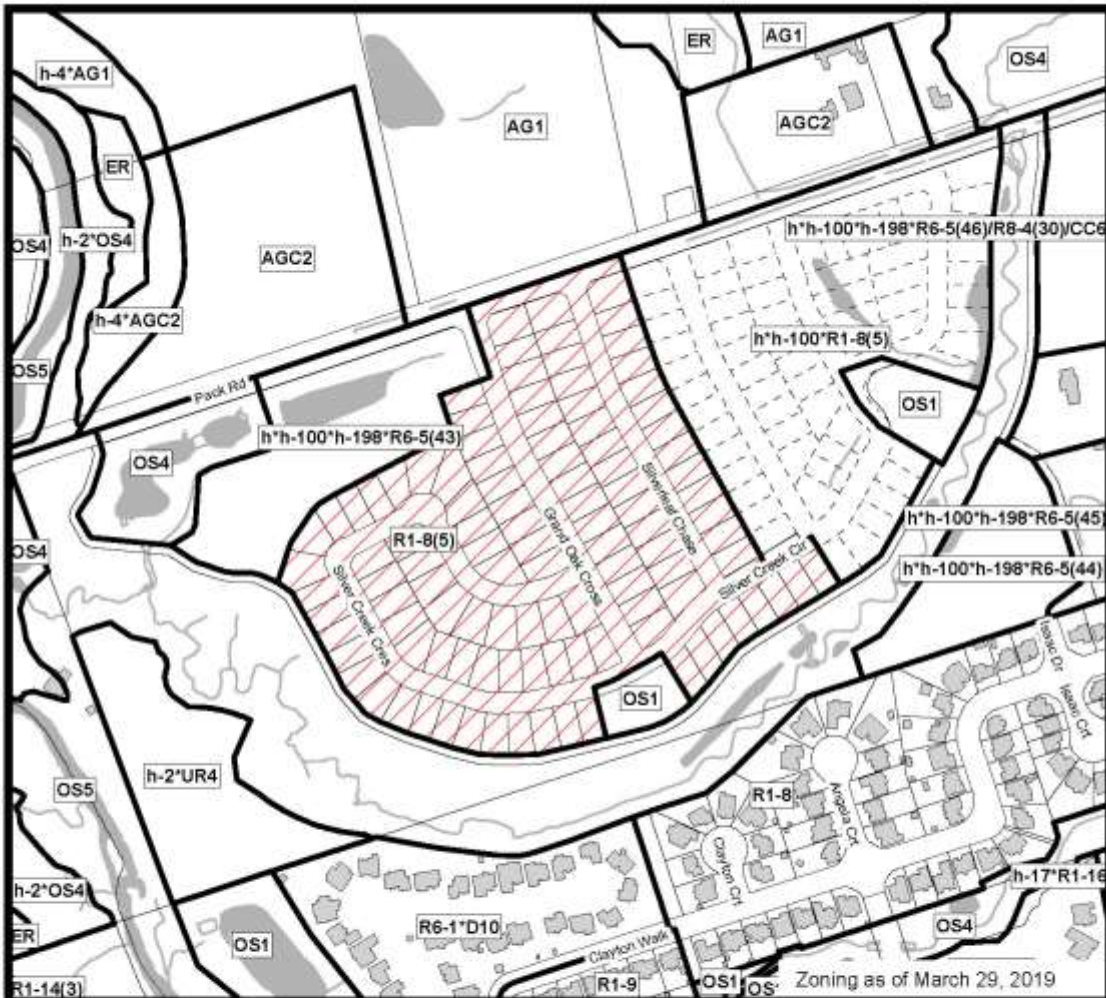 ER
AG1
OS4
h-4*AG1
AG1
AGC2
ER
OS4
h-2*OS4
AGC2
h*h-100*h-198*R6-5(46)/R8-4(30)/CC6
h-4*AGC2
h*h-100*R1-8(5)
OS5
Pack Rd
OS1
h*h-100*h-198*R6-5(43)
OS4
Silverleaf Chase
Grand Oak Cross
h*h-100*h-198*R6-5(45)
R1-8(5)
OS4
Silver Creek Cir
h*h-100*h-198*R6-5(44)
Silver Creek Cres
Isaac Dr
OS1
Isaac Crt
h-2*UR4
OS5
R1-8
Angela Crt
Clayton Crt
h-17*R1-16
h-2*OS4
R6-1*D10
OS4
ER
OS1
Clayton Walk
R1-14(3)
R1-9
OS1
Zoning as of March 29, 2019